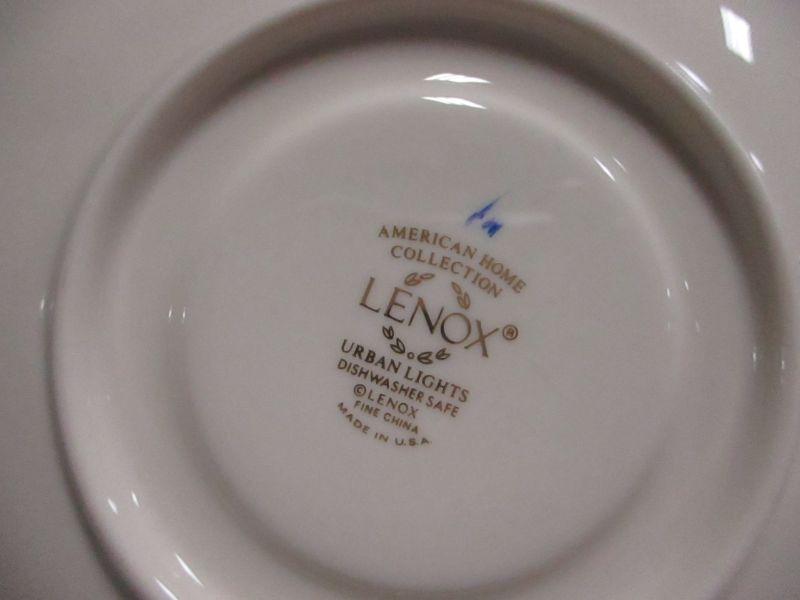 AMERICAN HOME
COLLECTION
LENOX®
URBAN LIGHTS
DISHWASHER SAFE
©LENOX
FINE CHINA
MADE IN U.S.A.